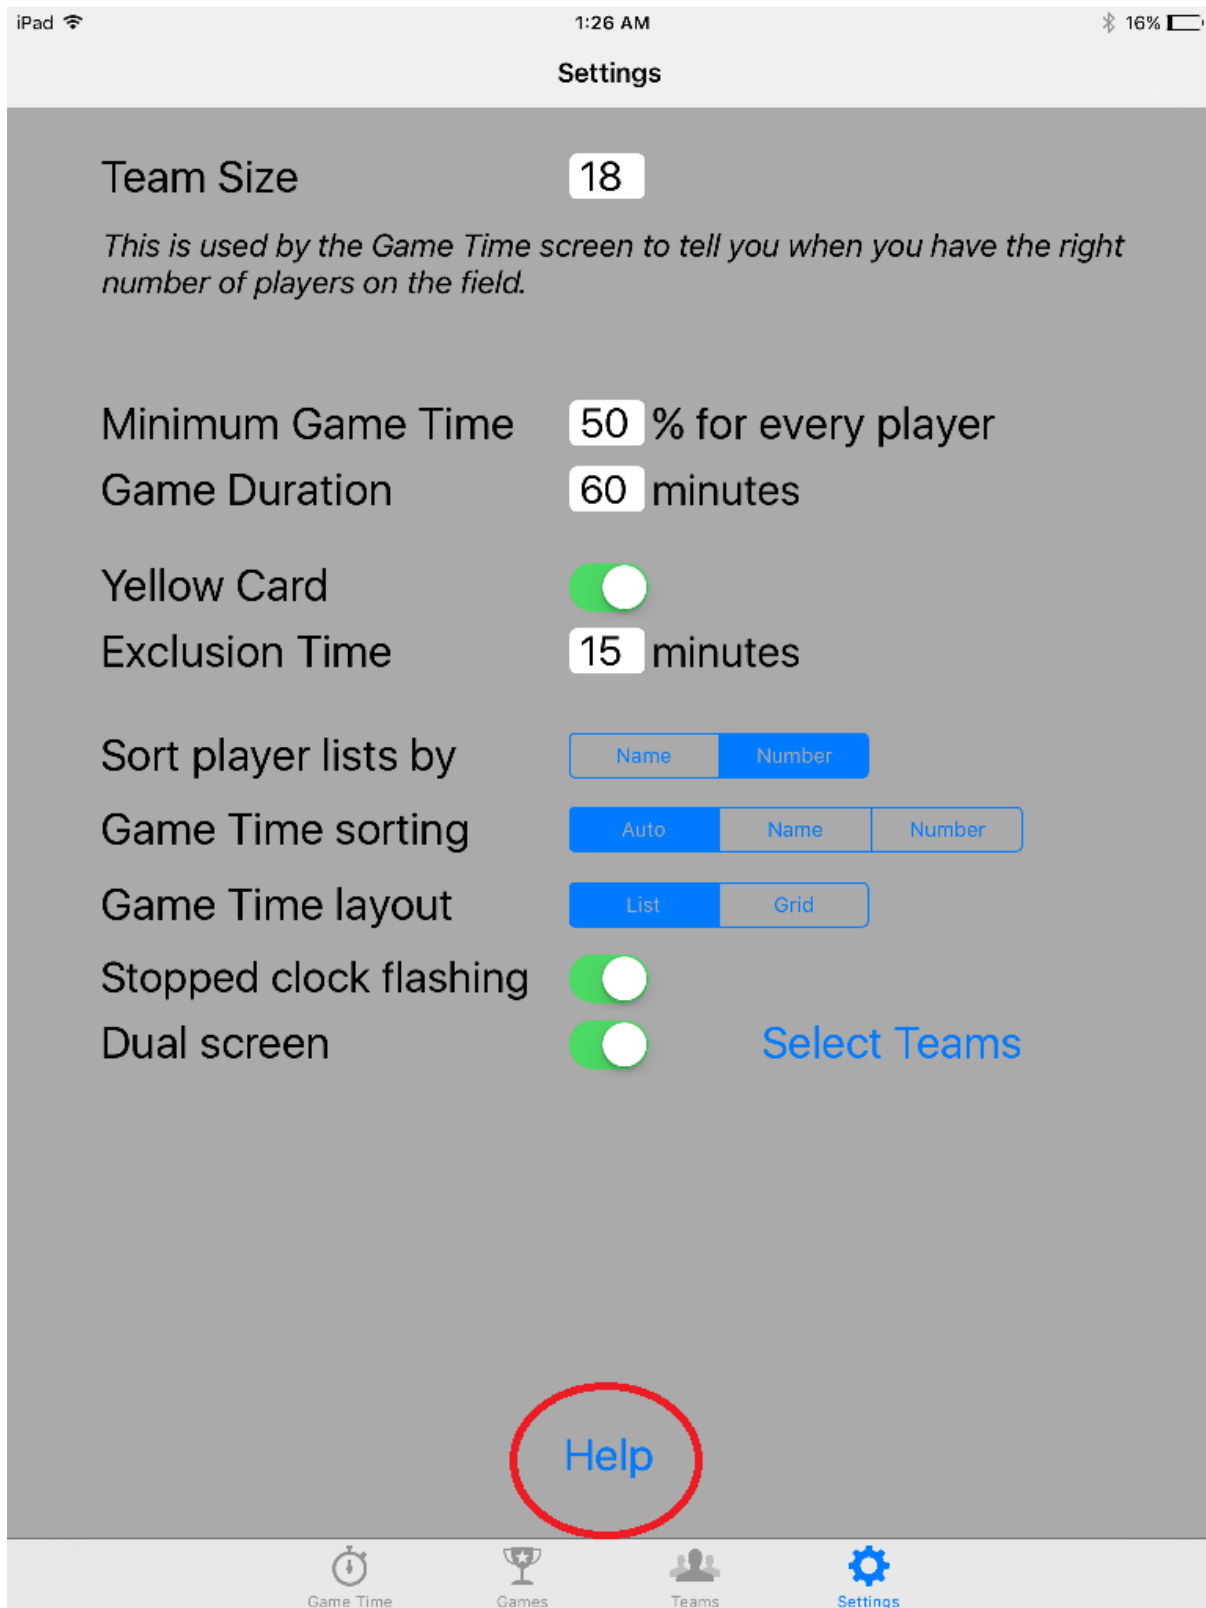 iPad 1:26 AM 16%
Settings
Team Size 18
This is used by the Game Time screen to tell you when you have the right
number of players on the field.
Minimum Game Time 50 % for every player
Game Duration 60 minutes
Yellow Card
Exclusion Time 15 minutes
Sort player lists by Name Number
Game Time sorting Auto Name Number
Game Time layout List Grid
Stopped clock flashing
Dual screen Select Teams
Help
Game Time Games Teams Settings